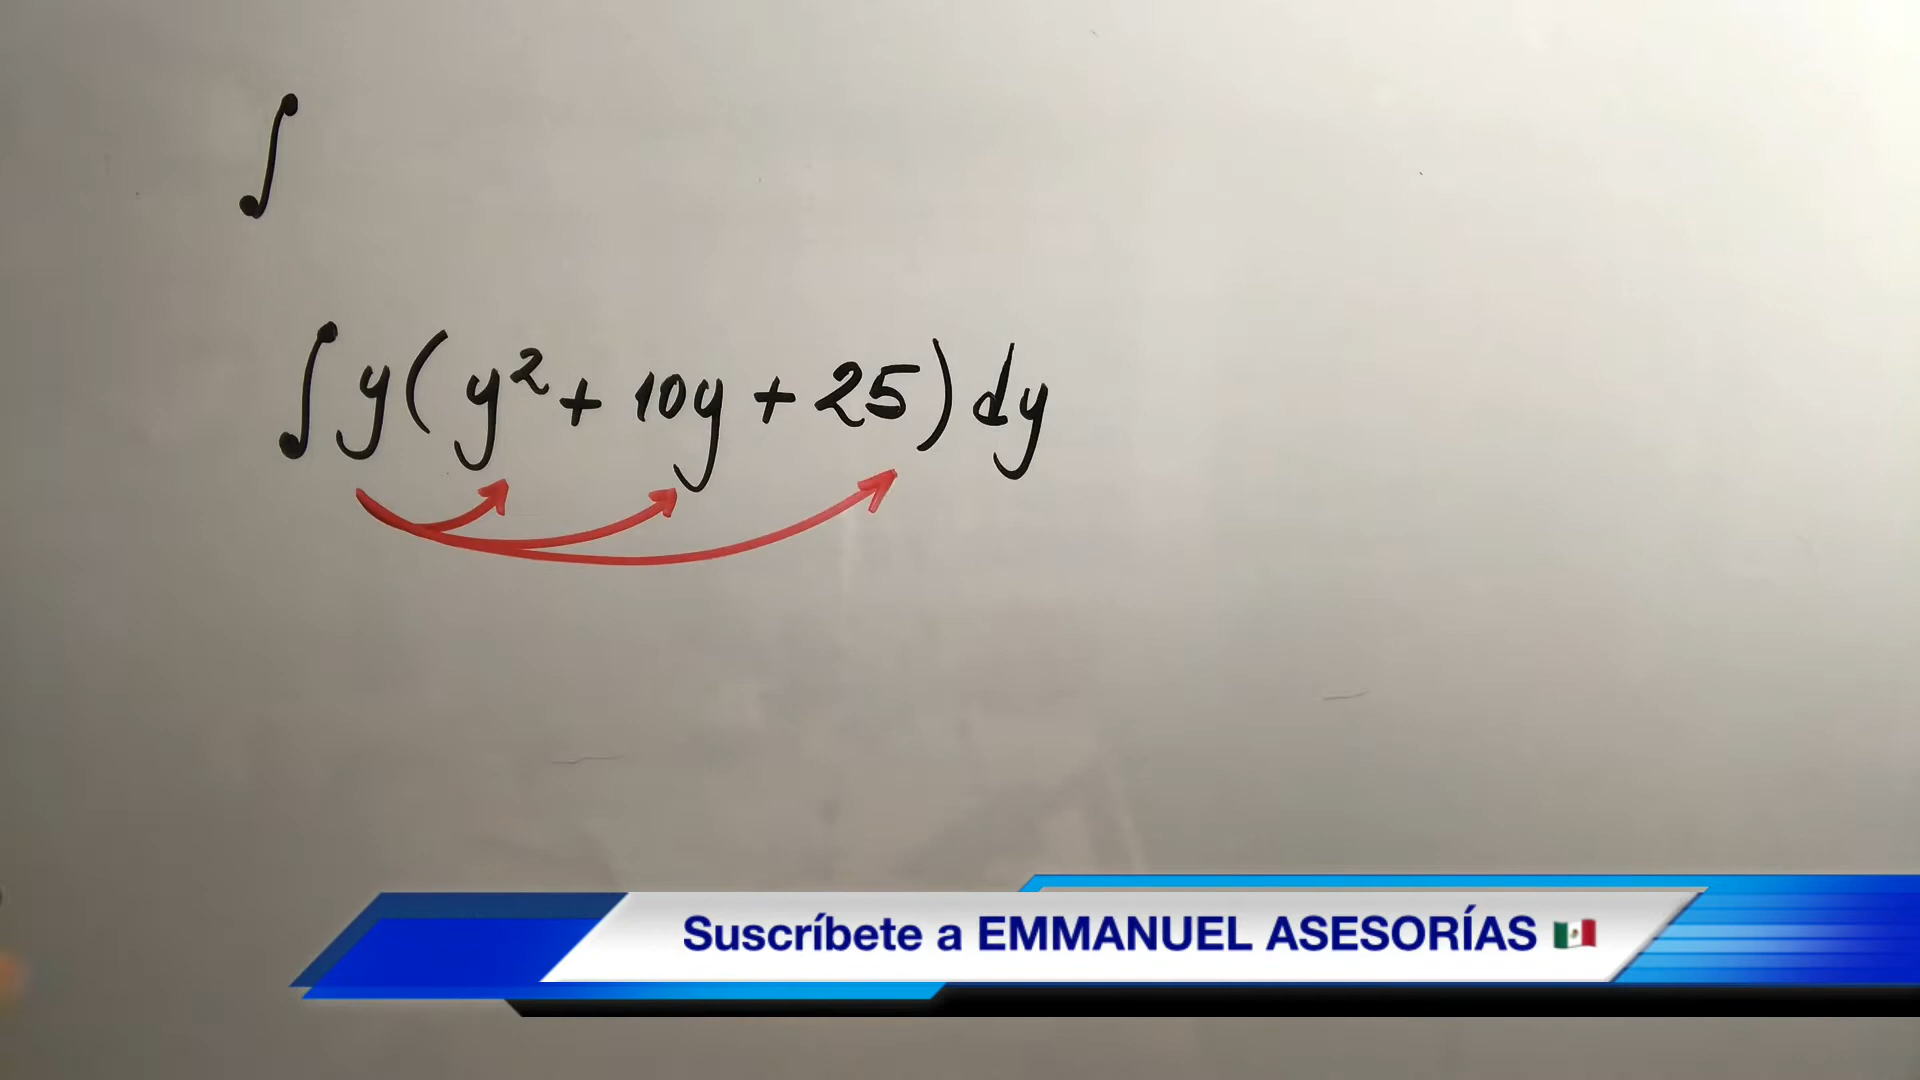 ∫
∫ y( y² + 10y + 25 ) dy
Suscríbete a EMMANUEL ASESORÍAS 🇲🇽